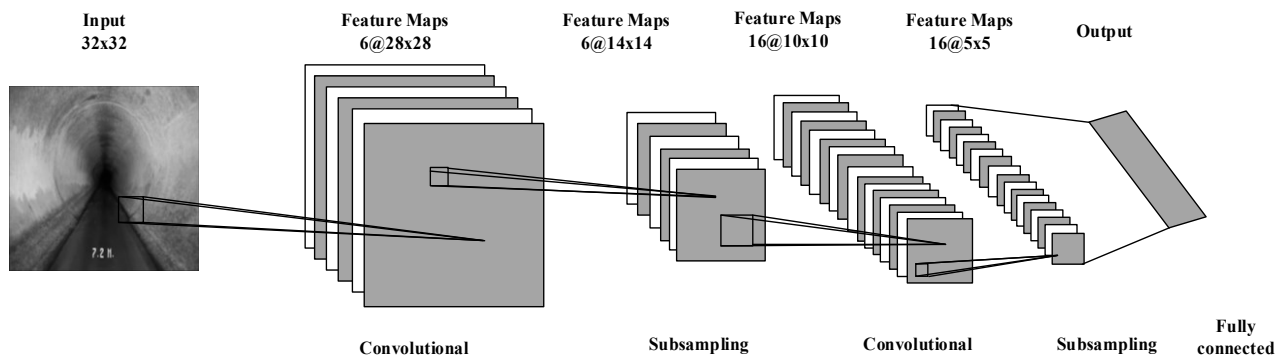 Input
32x32
Feature Maps
6@28x28
Feature Maps
6@14x14
Feature Maps
16@10x10
Feature Maps
16@5x5
Output
7.2 M.
Convolutional
Subsampling
Convolutional
Subsampling
Fully
connected